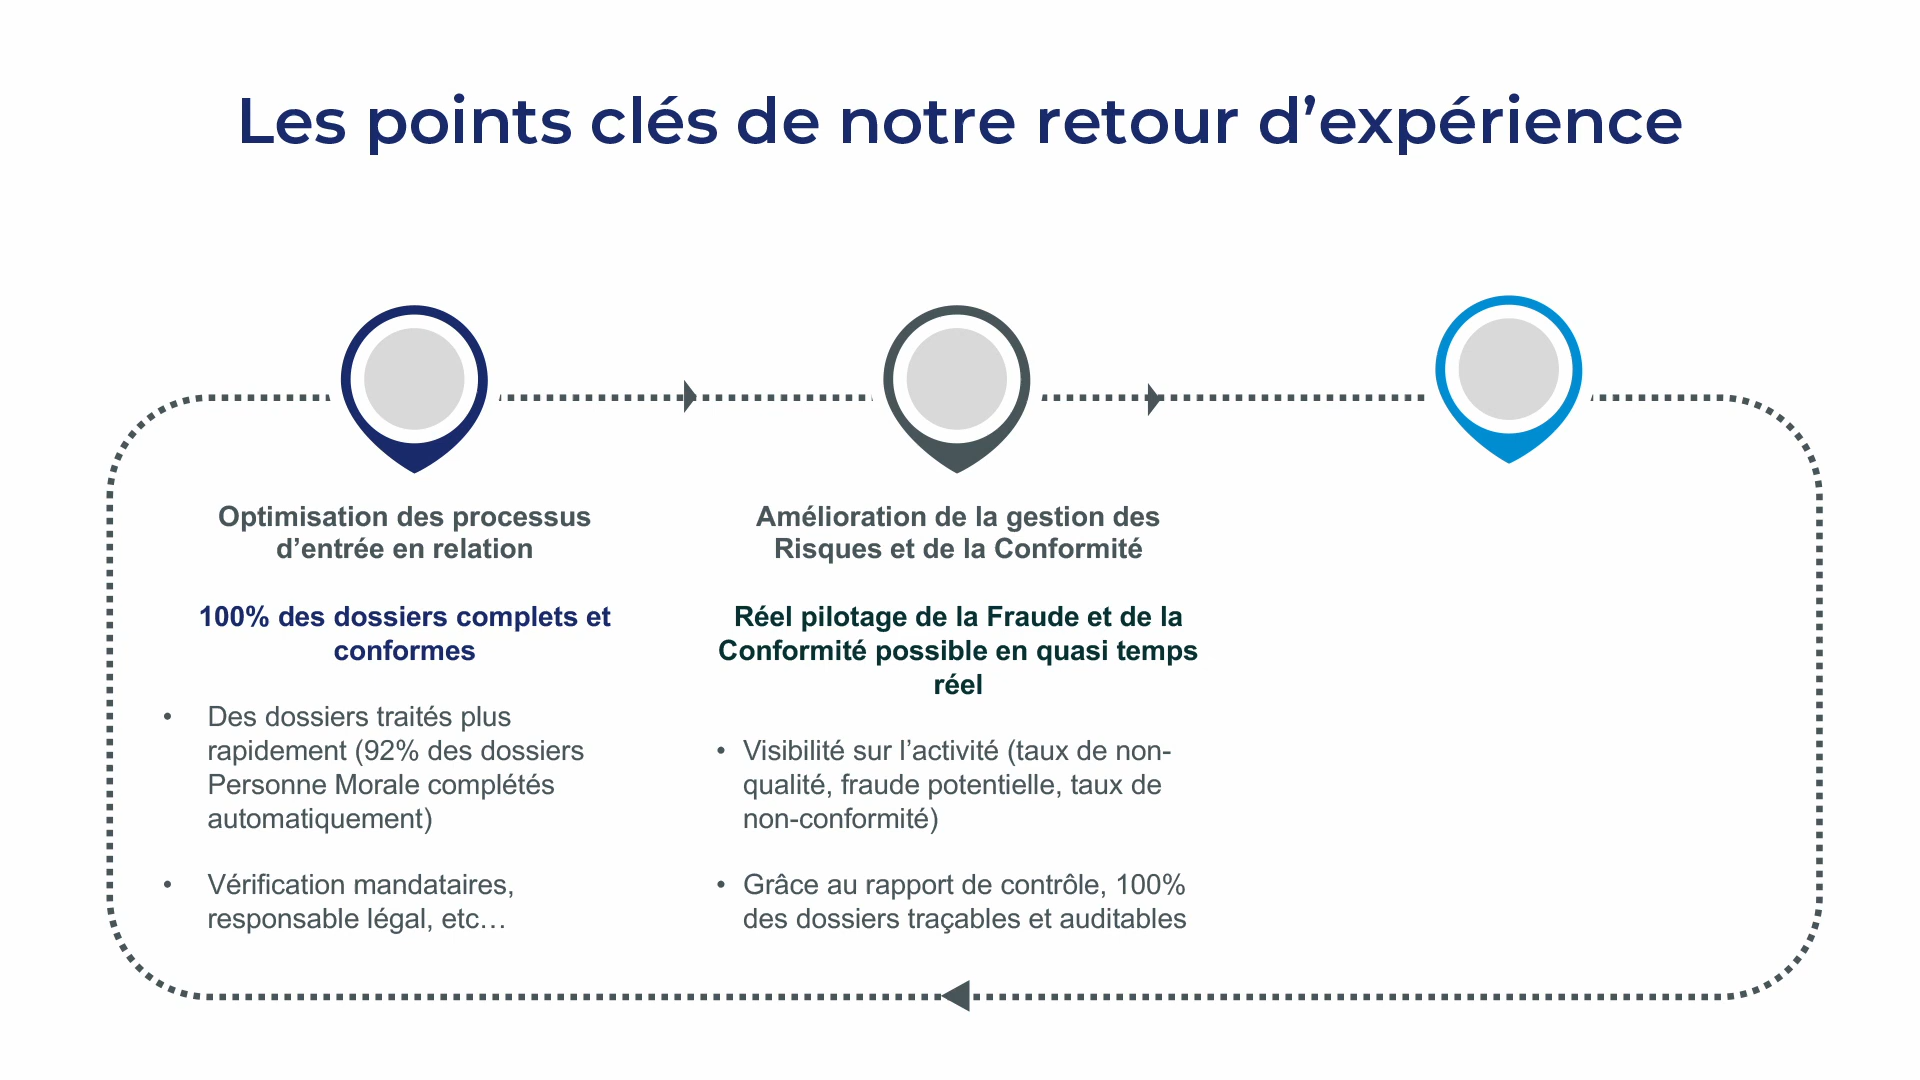 Les points clés de notre retour d’expérience
Optimisation des processus
d’entrée en relation
100% des dossiers complets et
conformes
• Des dossiers traités plus
rapidement (92% des dossiers
Personne Morale complétés
automatiquement)
• Vérification mandataires,
responsable légal, etc…
Amélioration de la gestion des
Risques et de la Conformité
Réel pilotage de la Fraude et de la
Conformité possible en quasi temps
réel
• Visibilité sur l’activité (taux de non-
qualité, fraude potentielle, taux de
non-conformité)
• Grâce au rapport de contrôle, 100%
des dossiers traçables et auditables